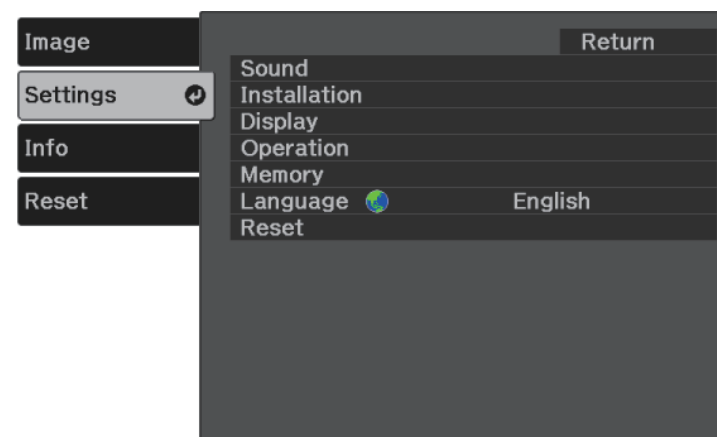 Image
Settings
Info
Reset
Return
Sound
Installation
Display
Operation
Memory
Language English
Reset